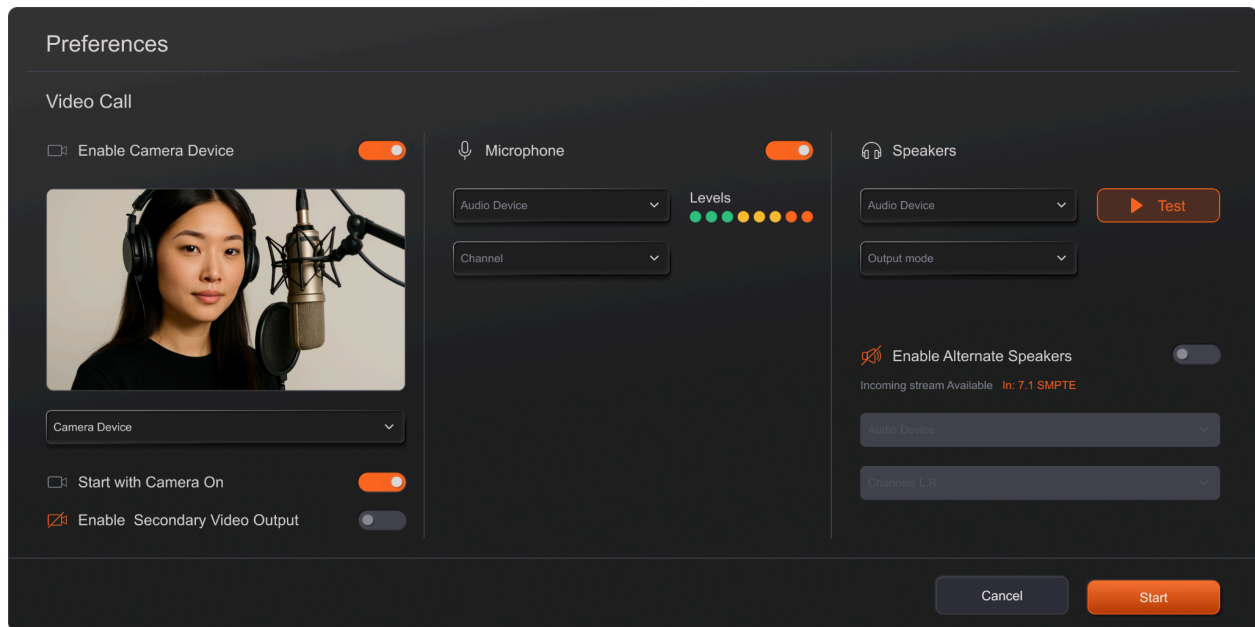 Preferences
Video Call
Enable Camera Device
Camera Device
Start with Camera On
Enable Secondary Video Output
Microphone
Audio Device
Levels
Channel
Speakers
Audio Device
Test
Output mode
Enable Alternate Speakers
Incoming stream Available In: 7.1 SMPTE
Audio Device
Channels L;R
Cancel
Start